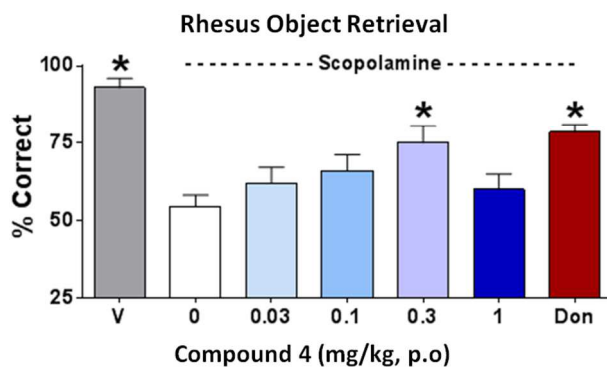 Rhesus Object Retrieval
Scopolamine
* * *
% Correct
100
75
50
25
V 0 0.03 0.1 0.3 1 Don
Compound 4 (mg/kg, p.o)